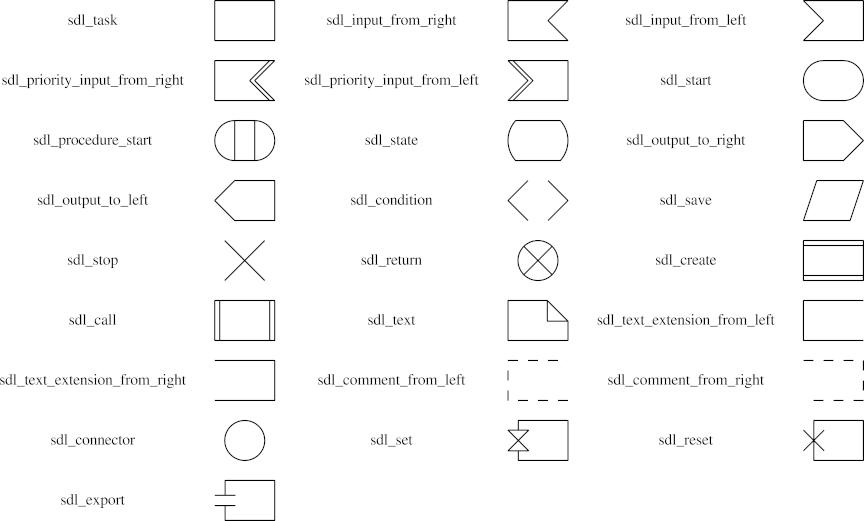 sdl_task
sdl_input_from_right
sdl_input_from_left
sdl_priority_input_from_right
sdl_priority_input_from_left
sdl_start
sdl_procedure_start
sdl_state
sdl_output_to_right
sdl_output_to_left
sdl_condition
sdl_save
sdl_stop
sdl_return
sdl_create
sdl_call
sdl_text
sdl_text_extension_from_left
sdl_text_extension_from_right
sdl_comment_from_left
sdl_comment_from_right
sdl_connector
sdl_set
sdl_reset
sdl_export